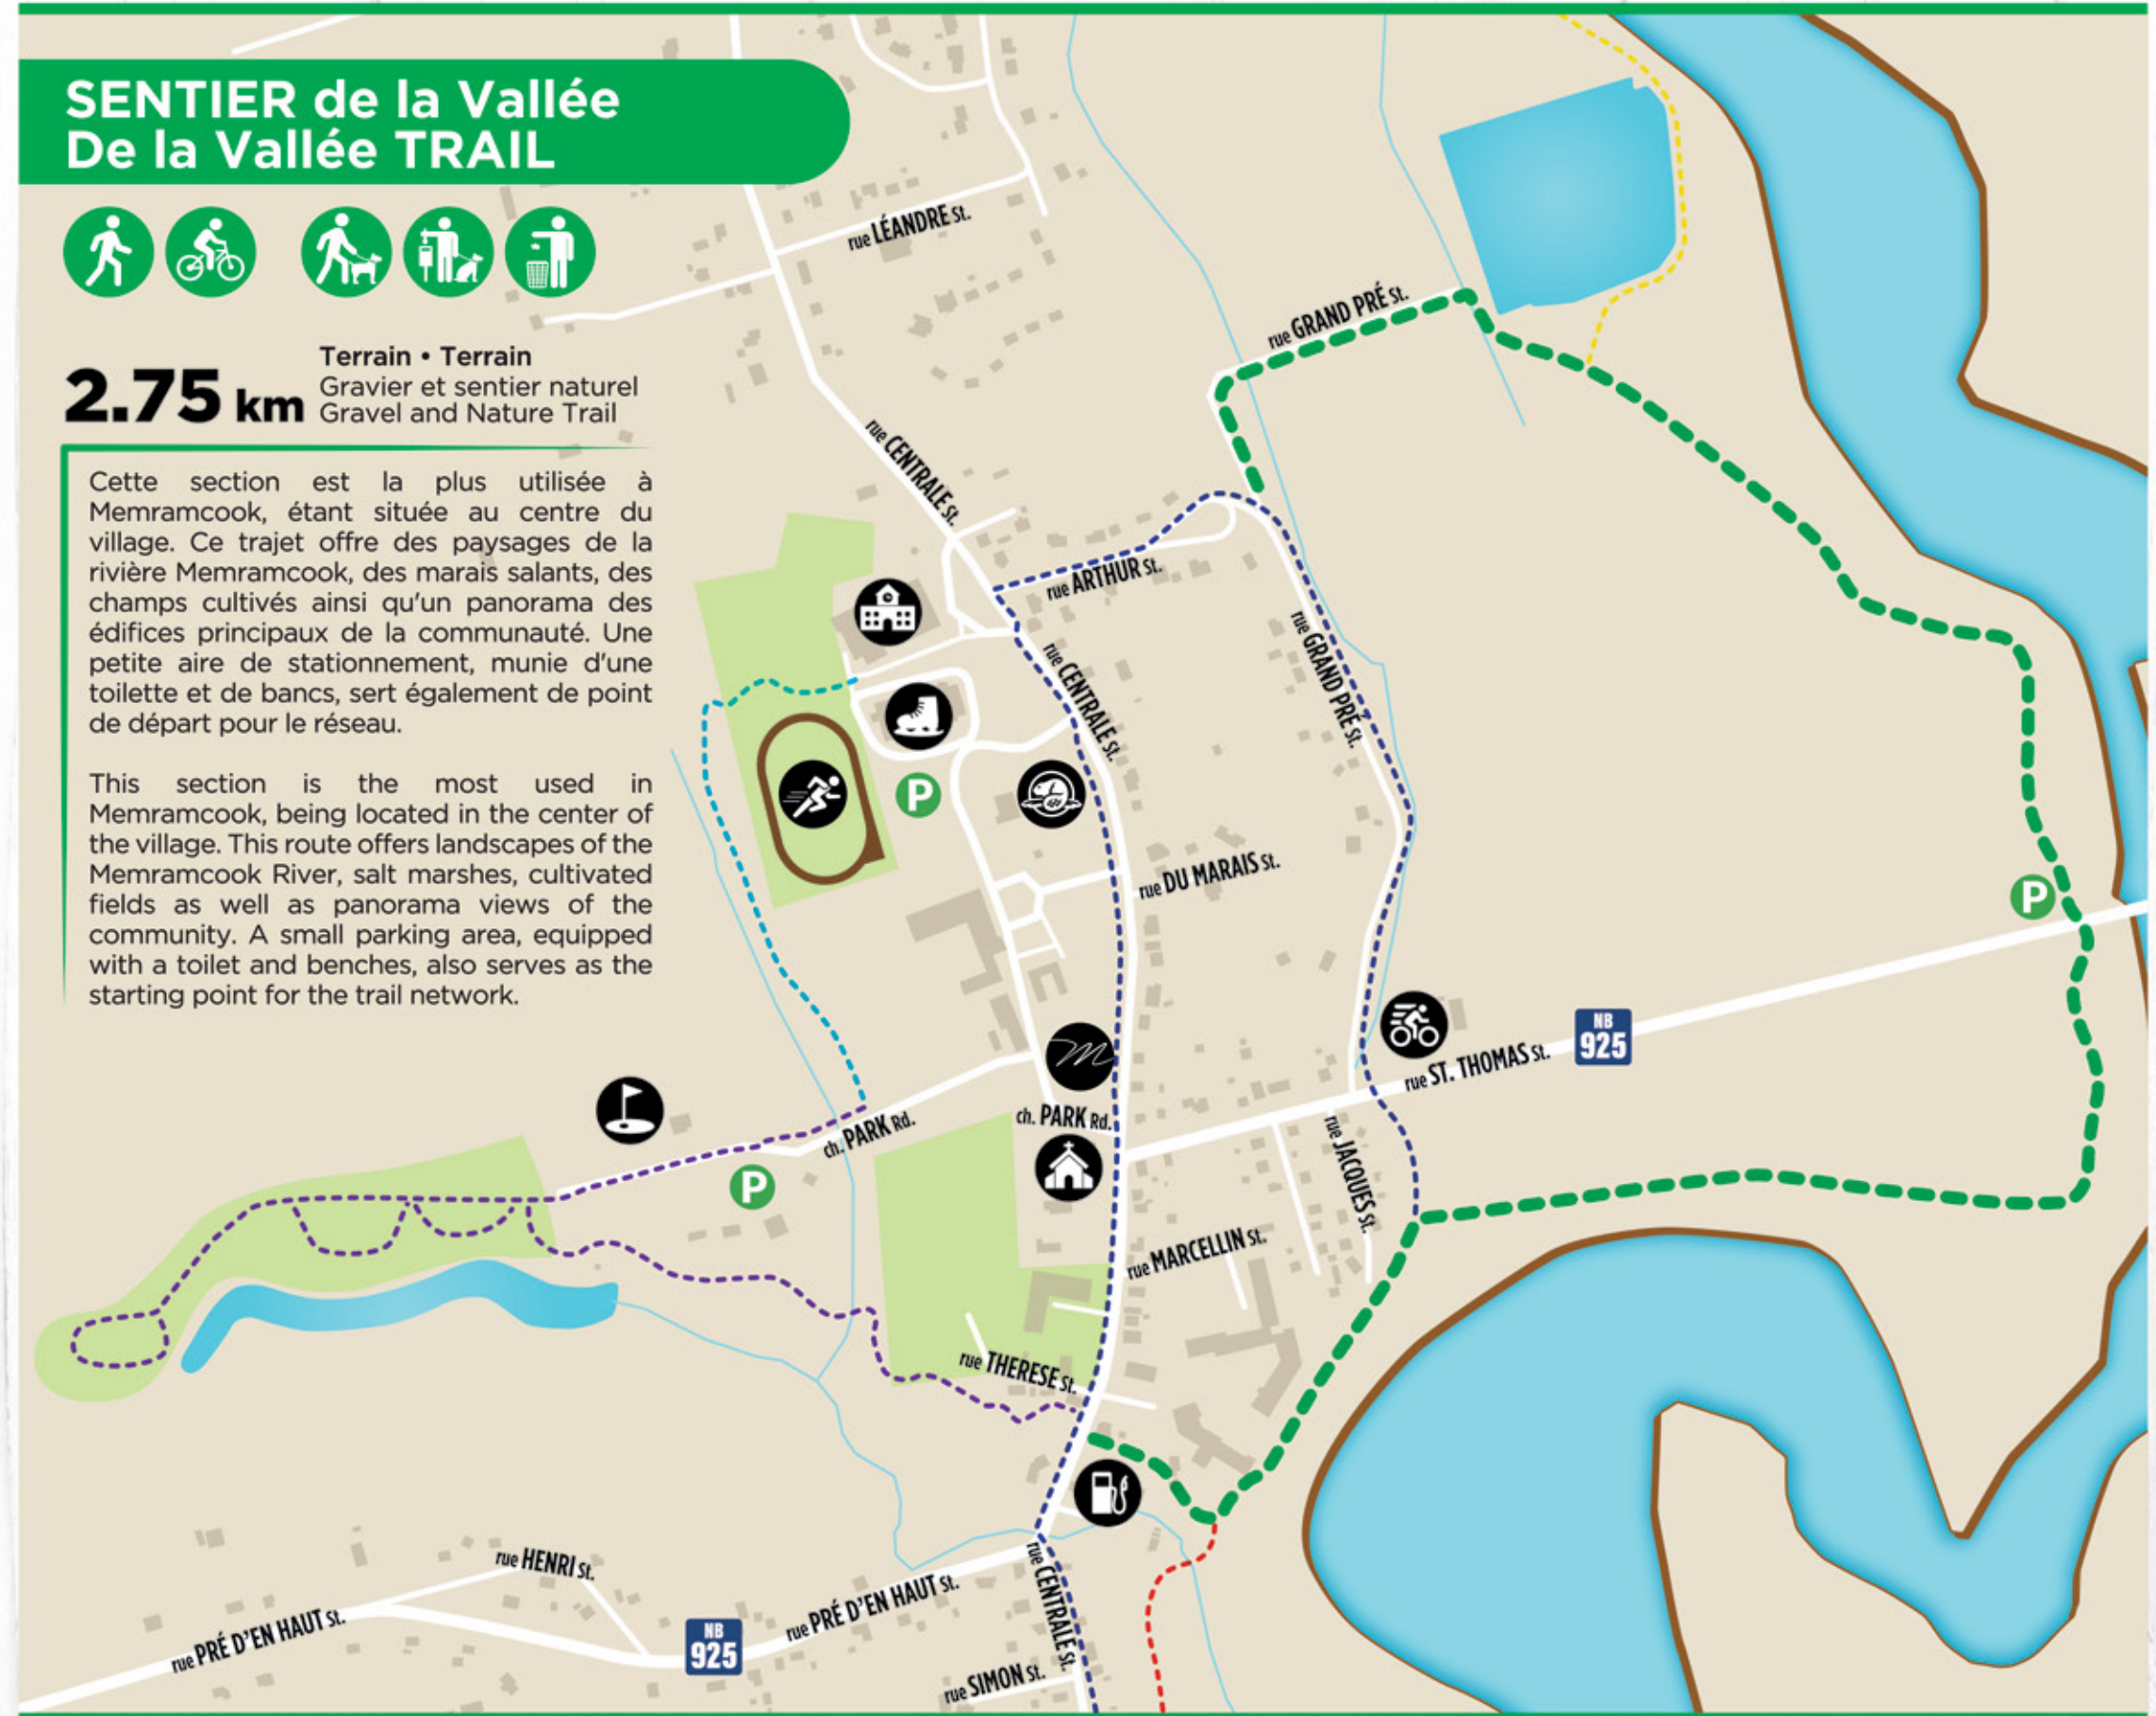 SENTIER de la Vallée
De la Vallée TRAIL
2.75 km
Terrain • Terrain
Gravier et sentier naturel
Gravel and Nature Trail
Cette section est la plus utilisée à
Memramcook, étant située au centre du
village. Ce trajet offre des paysages de la
rivière Memramcook, des marais salants, des
champs cultivés ainsi qu'un panorama des
édifices principaux de la communauté. Une
petite aire de stationnement, munie d'une
toilette et de bancs, sert également de point
de départ pour le réseau.
This section is the most used in
Memramcook, being located in the center of
the village. This route offers landscapes of the
Memramcook River, salt marshes, cultivated
fields as well as panorama views of the
community. A small parking area, equipped
with a toilet and benches, also serves as the
starting point for the trail network.
rue LÉANDRE St.
rue GRAND PRÉ St.
rue CENTRALE St.
rue ARTHUR St.
rue CENTRALE St.
rue GRAND PRÉ St.
P
rue DU MARAIS St.
P
NB
925
rue ST. THOMAS St.
ch. PARK Rd.
ch. PARK Rd.
rue JACQUES St.
P
rue MARCELLIN St.
rue THERESE St.
rue HENRI St.
rue PRÉ D'EN HAUT St.
NB
925
rue PRÉ D'EN HAUT St.
rue CENTRALE St.
rue SIMON St.